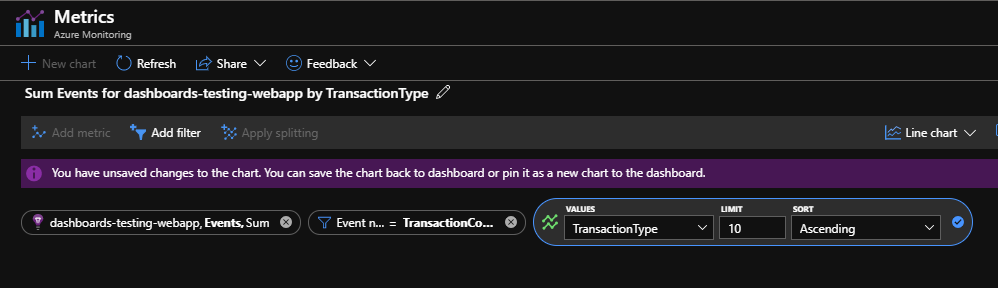 Metrics
Azure Monitoring
New chart Refresh Share Feedback
Sum Events for dashboards-testing-webapp by TransactionType
Add metric Add filter Apply splitting Line chart
You have unsaved changes to the chart. You can save the chart back to dashboard or pin it as a new chart to the dashboard.
VALUES LIMIT SORT
dashboards-testing-webapp, Events, Sum Event n... = TransactionCo... TransactionType 10 Ascending